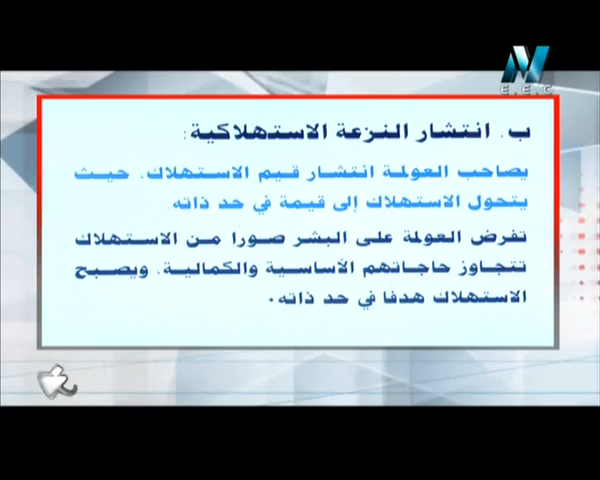 E.E.C
ب. انتشار النزعة الاستهلاكية:
يصاحب العولمة انتشار قيم الاستهلاك، حيث
يتحول الاستهلاك إلى قيمة في حد ذاته.
تفرض العولمة على البشر صورا من الاستهلاك
تتجاوز حاجاتهم الأساسية والكمالية، ويصبح
الاستهلاك هدفا في حد ذاته.